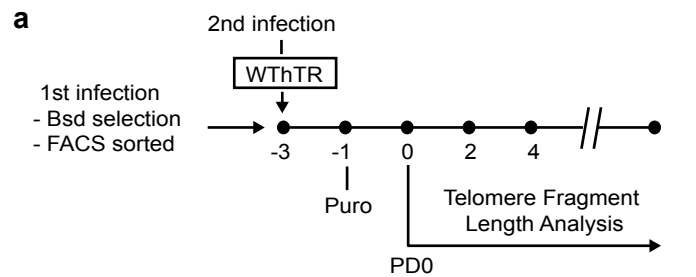 a
2nd infection
WThTR
1st infection
- Bsd selection
- FACS sorted
-3 -1 0 2 4
Puro
Telomere Fragment
Length Analysis
PD0